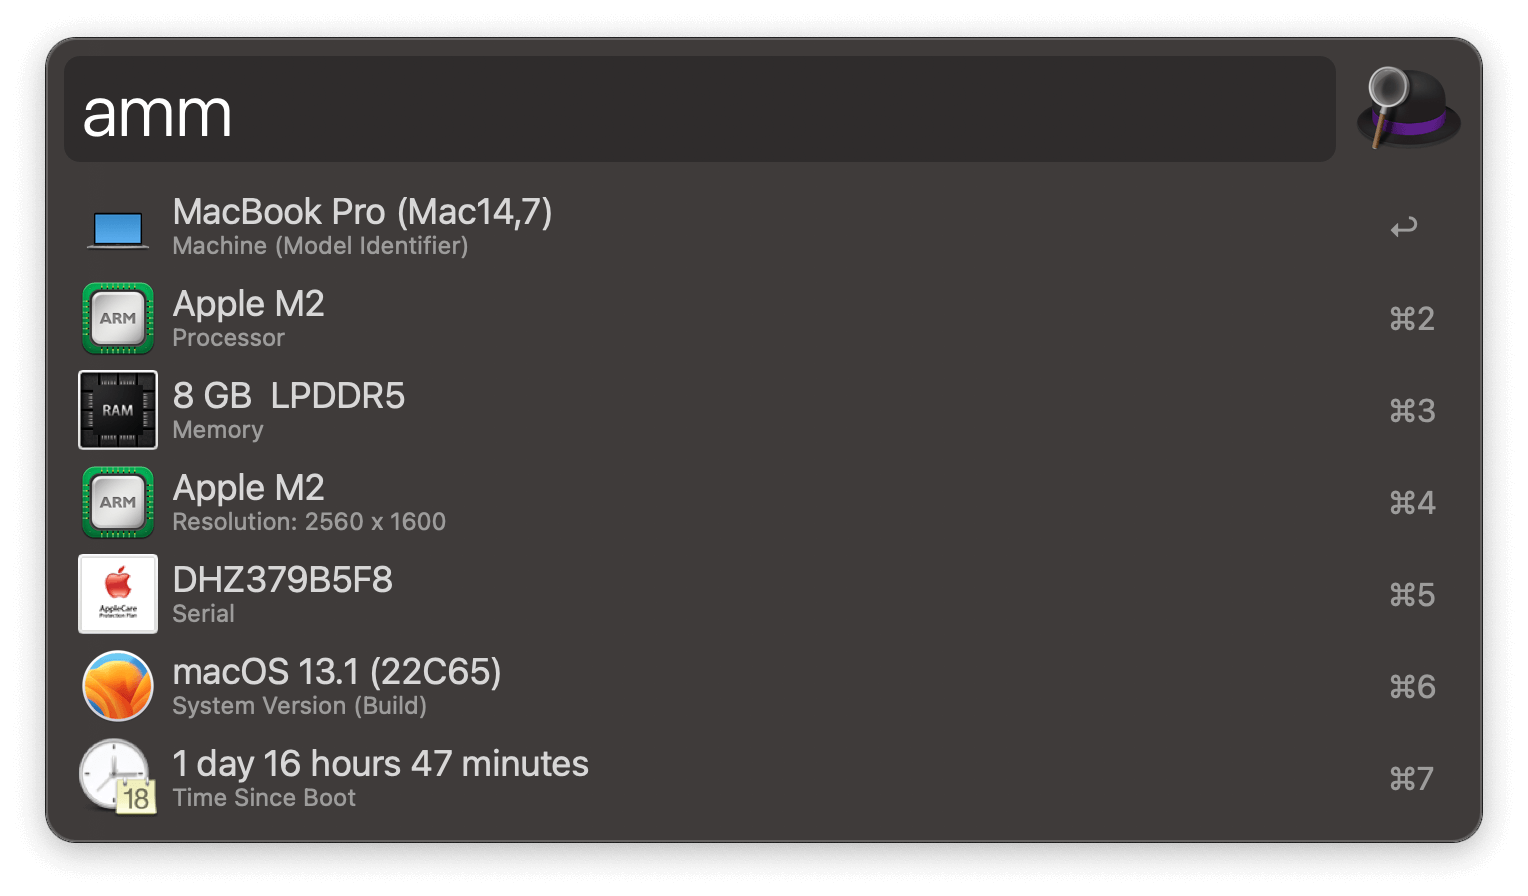 amm
MacBook Pro (Mac14,7)
Machine (Model Identifier)
↩
ARM
Apple M2
Processor
⌘2
RAM
8 GB  LPDDR5
Memory
⌘3
ARM
Apple M2
Resolution: 2560 x 1600
⌘4
AppleCare
Protection Plan
DHZ379B5F8
Serial
⌘5
macOS 13.1 (22C65)
System Version (Build)
⌘6
18
1 day 16 hours 47 minutes
Time Since Boot
⌘7